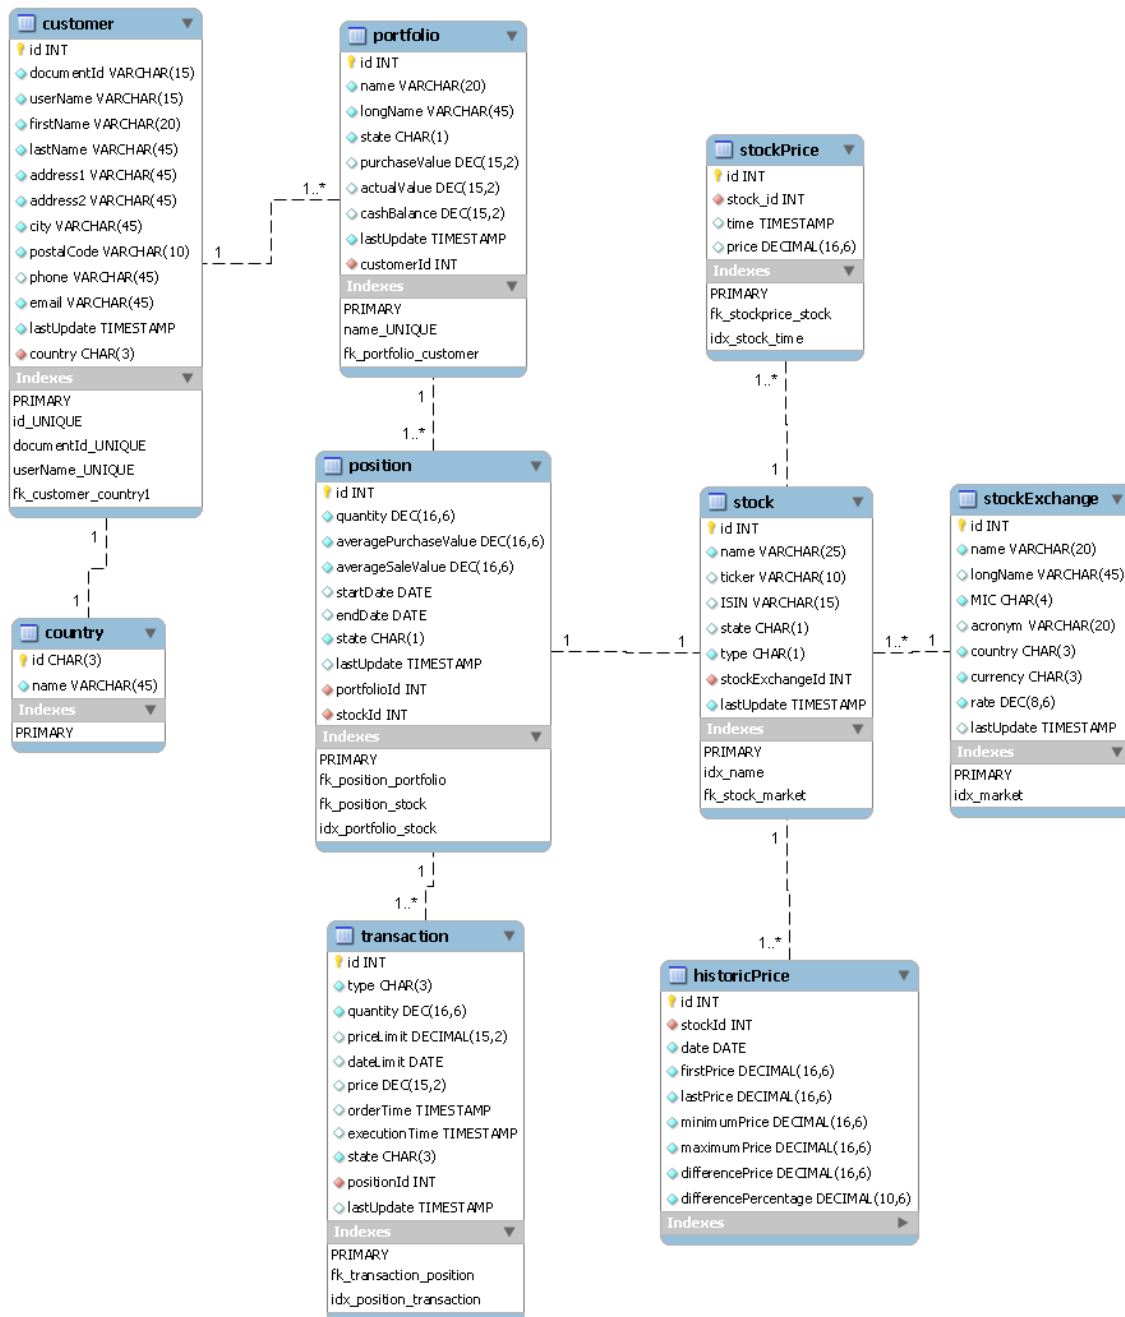 customer
id INT
documentId VARCHAR(15)
userName VARCHAR(15)
firstName VARCHAR(20)
lastName VARCHAR(45)
address1 VARCHAR(45)
address2 VARCHAR(45)
city VARCHAR(45)
postalCode VARCHAR(10)
phone VARCHAR(45)
email VARCHAR(45)
lastUpdate TIMESTAMP
country CHAR(3)
Indexes
PRIMARY
id_UNIQUE
documentId_UNIQUE
userName_UNIQUE
fk_customer_country1
1
1..*
portfolio
id INT
name VARCHAR(20)
longName VARCHAR(45)
state CHAR(1)
purchaseValue DEC(15,2)
actualValue DEC(15,2)
cashBalance DEC(15,2)
lastUpdate TIMESTAMP
customerId INT
Indexes
PRIMARY
name_UNIQUE
fk_portfolio_customer
1
1..*
stockPrice
id INT
stock_id INT
time TIMESTAMP
price DECIMAL(16,6)
Indexes
PRIMARY
fk_stockprice_stock
idx_stock_time
1..*
1
1
1
country
id CHAR(3)
name VARCHAR(45)
Indexes
PRIMARY
position
id INT
quantity DEC(16,6)
averagePurchaseValue DEC(16,6)
averageSaleValue DEC(16,6)
startDate DATE
endDate DATE
state CHAR(1)
lastUpdate TIMESTAMP
portfolioId INT
stockId INT
Indexes
PRIMARY
fk_position_portfolio
fk_position_stock
idx_portfolio_stock
1
1
stock
id INT
name VARCHAR(25)
ticker VARCHAR(10)
ISIN VARCHAR(15)
state CHAR(1)
type CHAR(1)
stockExchangeId INT
lastUpdate TIMESTAMP
Indexes
PRIMARY
idx_name
fk_stock_market
1..*
1
stockExchange
id INT
name VARCHAR(20)
longName VARCHAR(45)
MIC CHAR(4)
acronym VARCHAR(20)
country CHAR(3)
currency CHAR(3)
rate DEC(8,6)
lastUpdate TIMESTAMP
Indexes
PRIMARY
idx_market
1
1..*
transaction
id INT
type CHAR(3)
quantity DEC(16,6)
priceLimit DECIMAL(15,2)
dateLimit DATE
price DEC(15,2)
orderTime TIMESTAMP
executionTime TIMESTAMP
state CHAR(3)
positionId INT
lastUpdate TIMESTAMP
Indexes
PRIMARY
fk_transaction_position
idx_position_transaction
1
1..*
historicPrice
id INT
stockId INT
date DATE
firstPrice DECIMAL(16,6)
lastPrice DECIMAL(16,6)
minimumPrice DECIMAL(16,6)
maximumPrice DECIMAL(16,6)
differencePrice DECIMAL(16,6)
differencePercentage DECIMAL(10,6)
Indexes